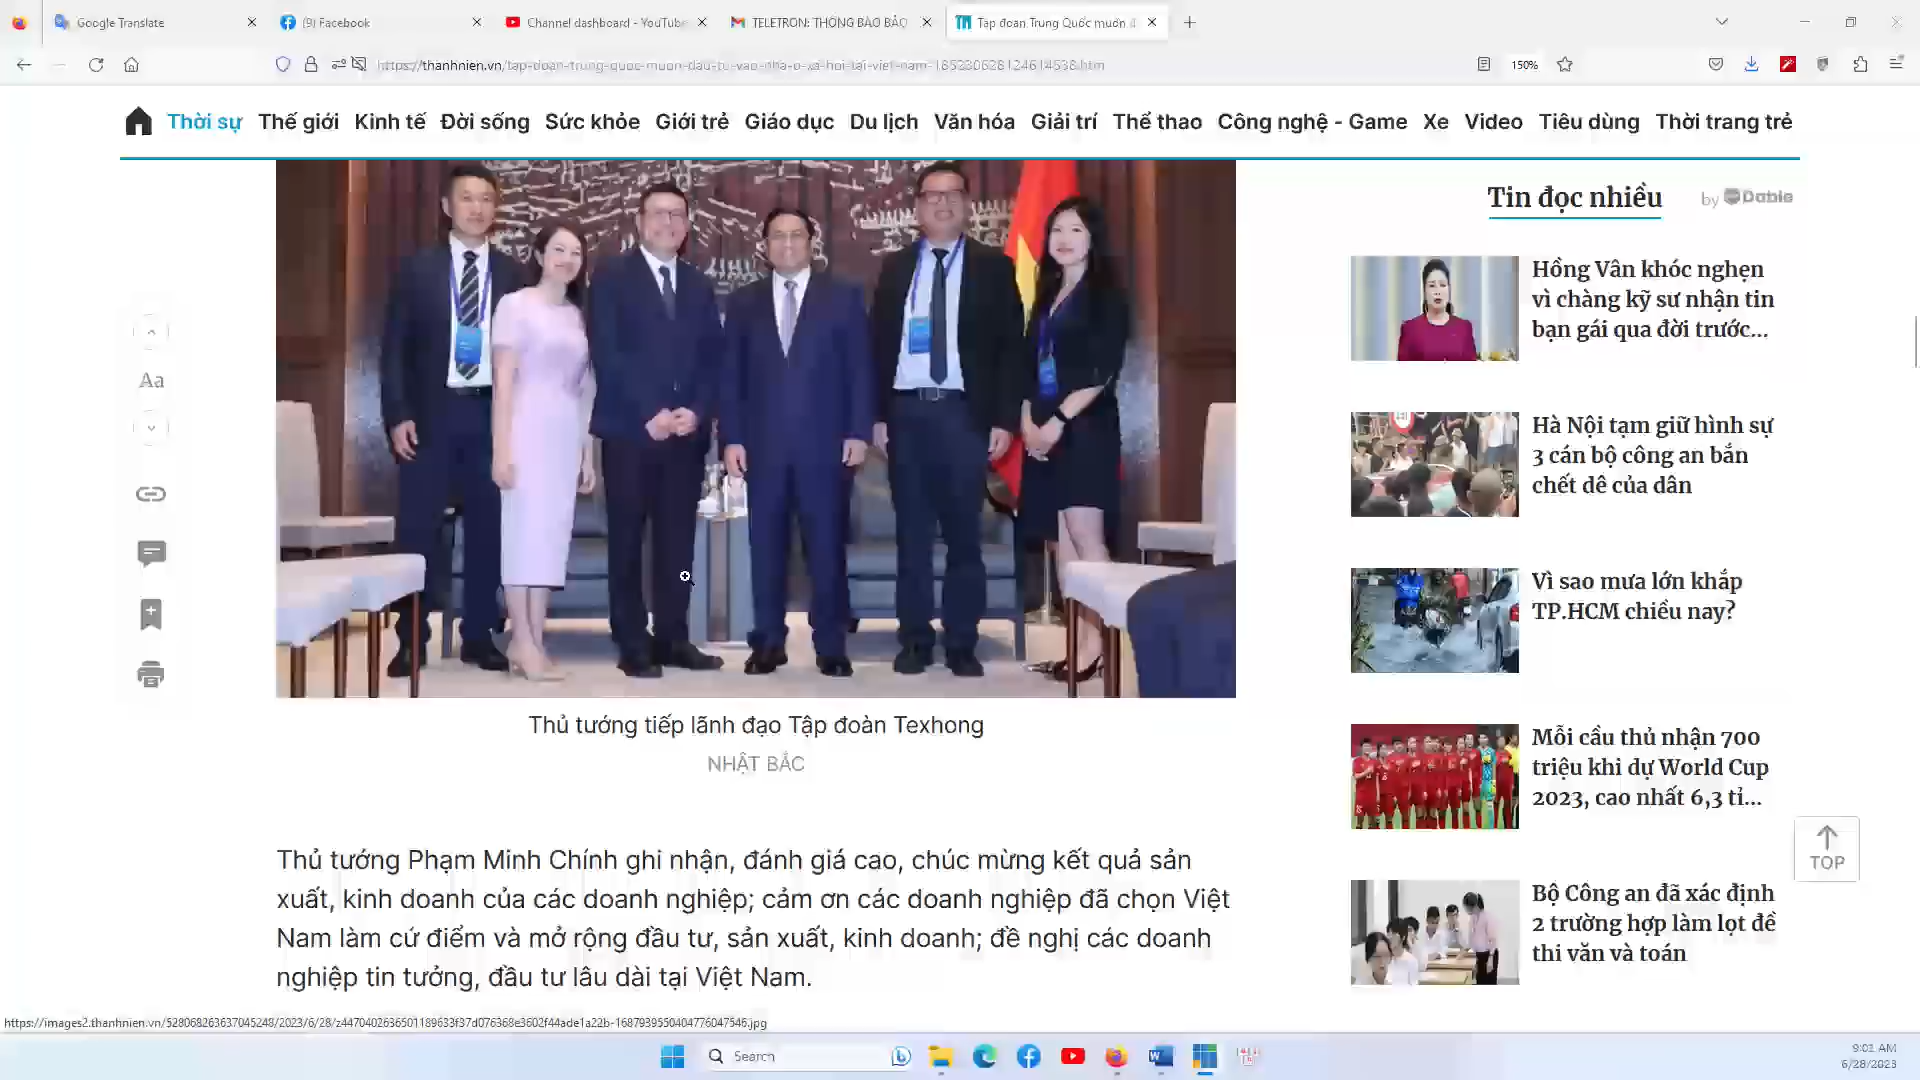 Google Translate
(9) Facebook
Channel dashboard - YouTube
TELETRON: THÔNG BÁO BẢO
Tập đoàn Trung Quốc muốn đ
https://thanhnien.vn/tap-doan-trung-quoc-muon-dau-tu-vao-nha-o-xa-hoi-tai-viet-nam-185230628124614538.htm
150%
Thời sự Thế giới Kinh tế Đời sống Sức khỏe Giới trẻ Giáo dục Du lịch Văn hóa Giải trí Thể thao Công nghệ - Game Xe Video Tiêu dùng Thời trang trẻ
Aa
Thủ tướng tiếp lãnh đạo Tập đoàn Texhong
NHẬT BẮC
Thủ tướng Phạm Minh Chính ghi nhận, đánh giá cao, chúc mừng kết quả sản
xuất, kinh doanh của các doanh nghiệp; cảm ơn các doanh nghiệp đã chọn Việt
Nam làm cứ điểm và mở rộng đầu tư, sản xuất, kinh doanh; đề nghị các doanh
nghiệp tin tưởng, đầu tư lâu dài tại Việt Nam.
Tin đọc nhiều
by Dable
Hồng Vân khóc nghẹn
vì chàng kỹ sư nhận tin
bạn gái qua đời trước...
Hà Nội tạm giữ hình sự
3 cán bộ công an bắn
chết dê của dân
Vì sao mưa lớn khắp
TP.HCM chiều nay?
Mỗi cầu thủ nhận 700
triệu khi dự World Cup
2023, cao nhất 6,3 tỉ...
Bộ Công an đã xác định
2 trường hợp làm lọt đề
thi văn và toán
TOP
Search
6/28/2023